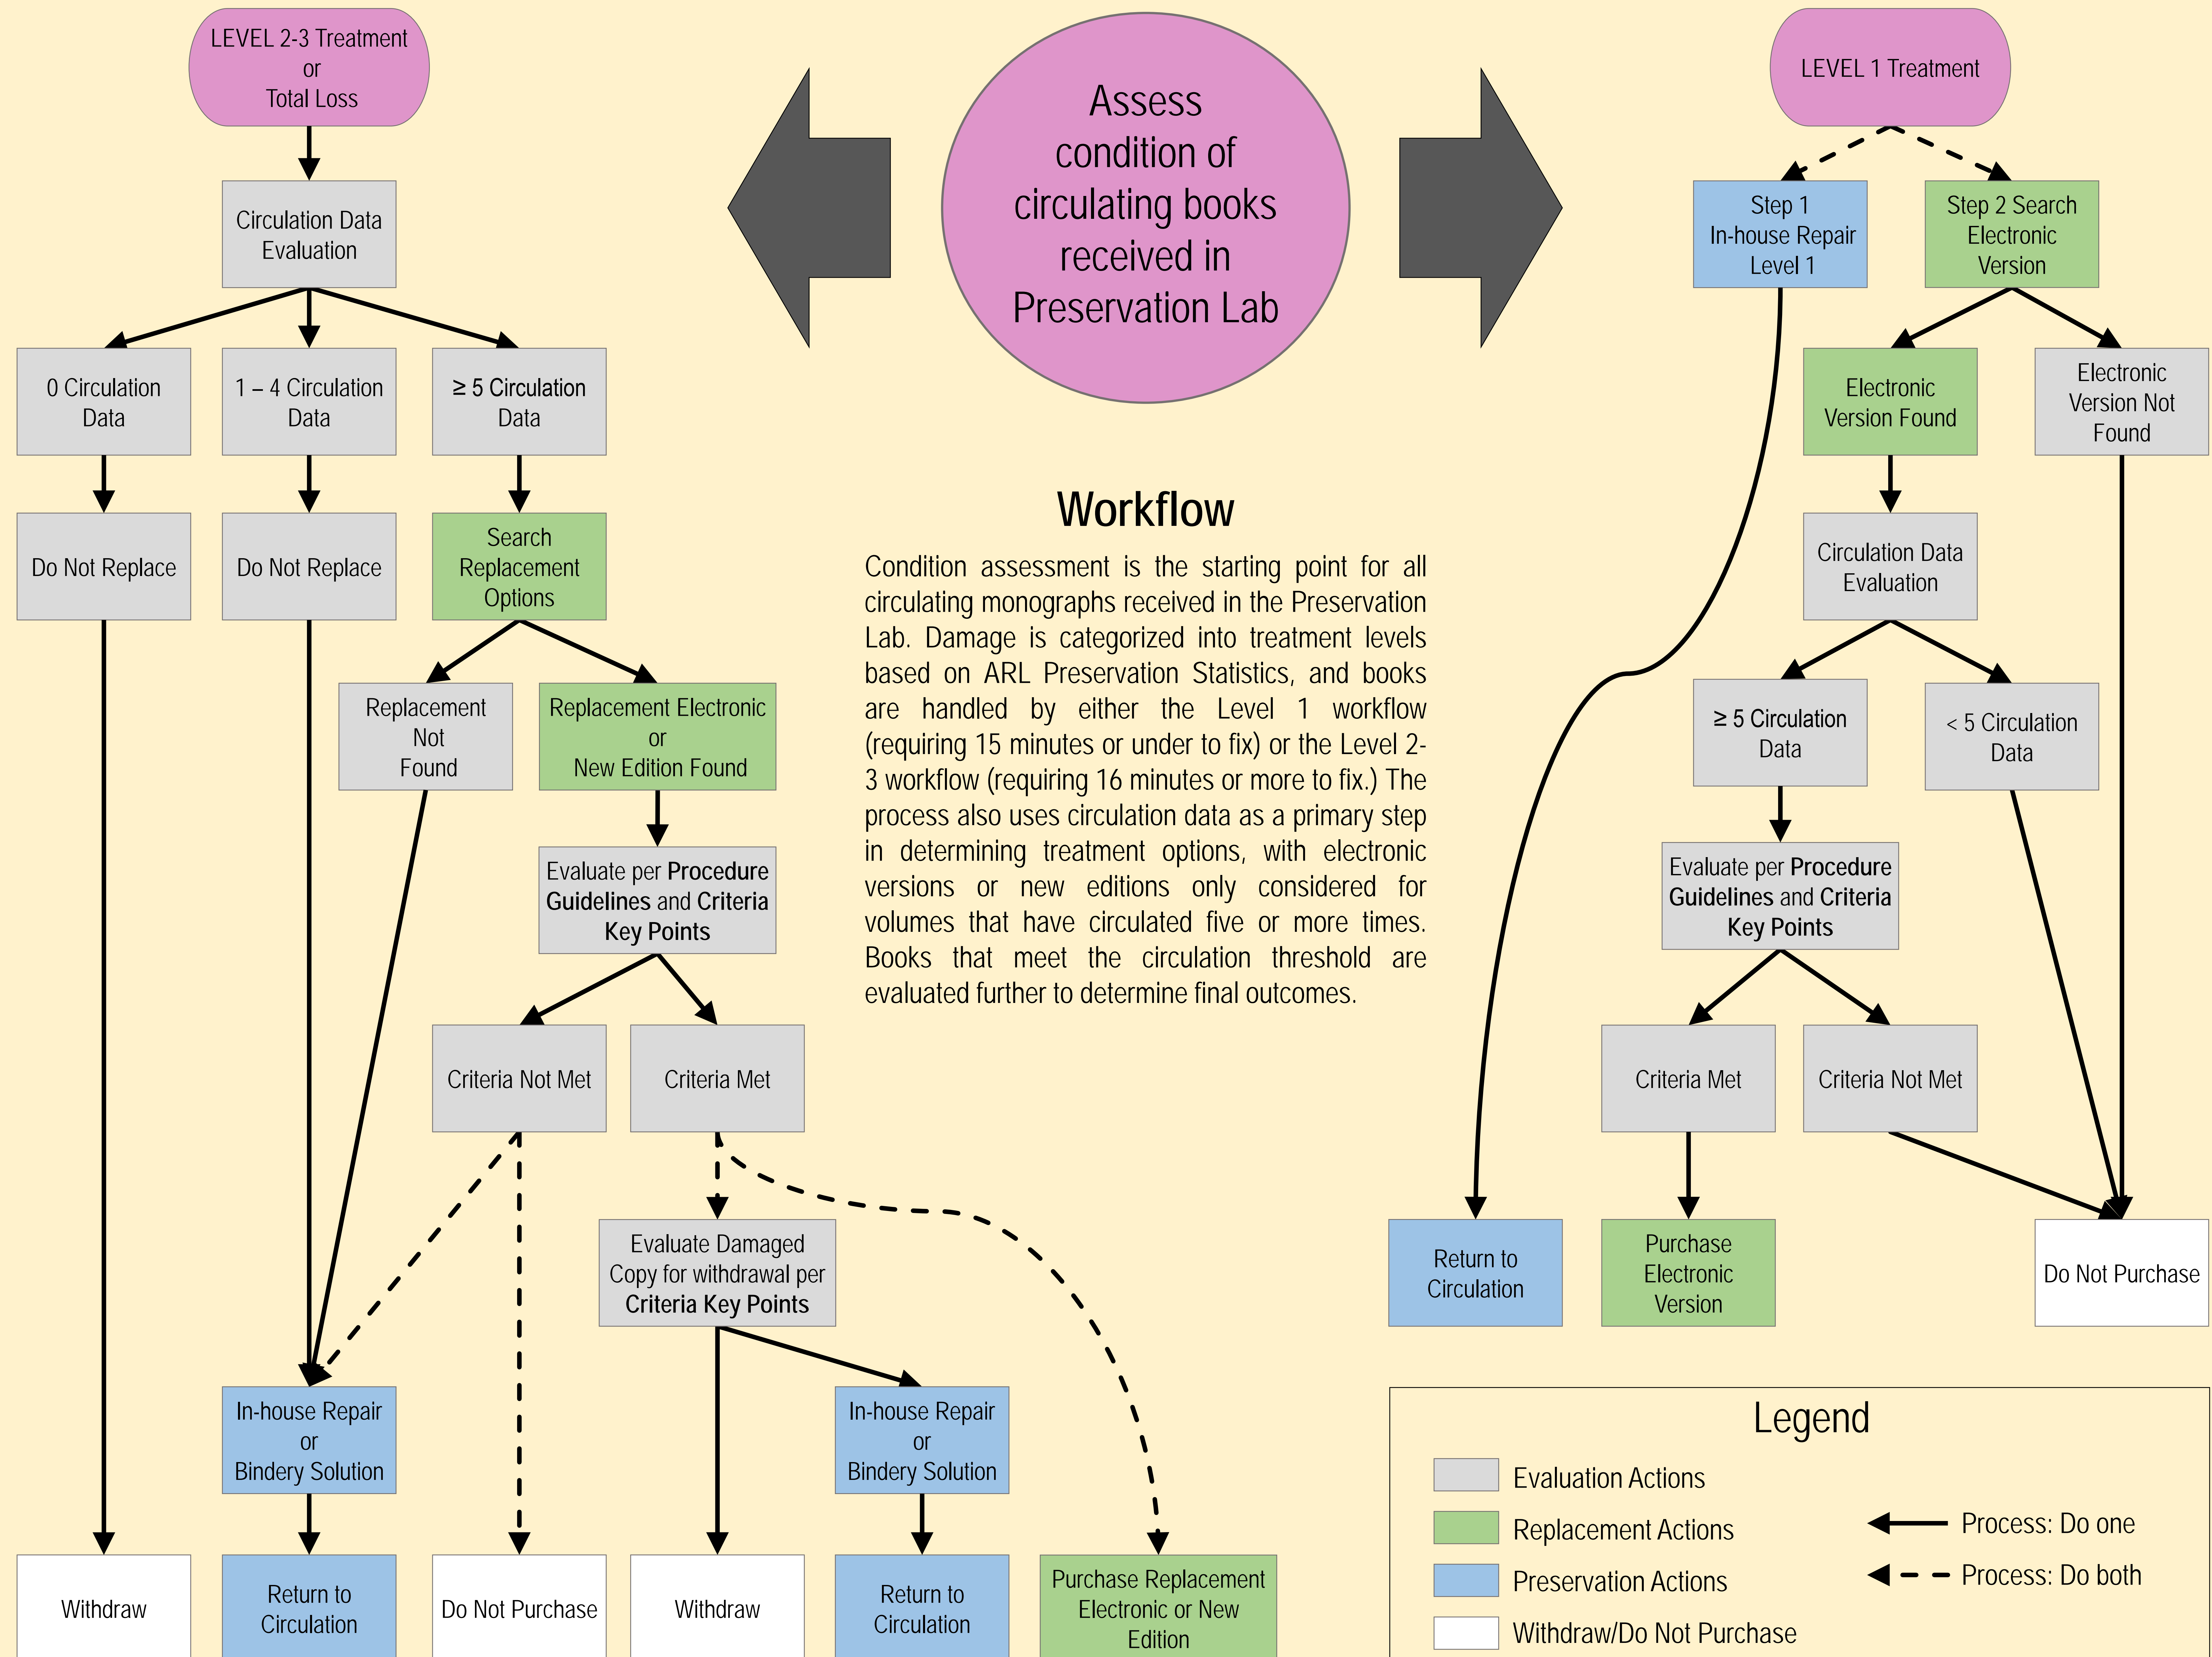 LEVEL 2-3 Treatment
or
Total Loss
Circulation Data
Evaluation
0 Circulation
Data
1 – 4 Circulation
Data
≥ 5 Circulation
Data
Do Not Replace
Do Not Replace
Search
Replacement
Options
Replacement
Not
Found
Replacement Electronic
or
New Edition Found
Evaluate per Procedure
Guidelines and Criteria
Key Points
Criteria Not Met
Criteria Met
Evaluate Damaged
Copy for withdrawal per
Criteria Key Points
In-house Repair
or
Bindery Solution
In-house Repair
or
Bindery Solution
Withdraw
Return to
Circulation
Do Not Purchase
Withdraw
Return to
Circulation
Purchase Replacement
Electronic or New
Edition
Assess
condition of
circulating books
received in
Preservation Lab
Workflow
Condition assessment is the starting point for all
circulating monographs received in the Preservation
Lab. Damage is categorized into treatment levels
based on ARL Preservation Statistics, and books
are handled by either the Level 1 workflow
(requiring 15 minutes or under to fix) or the Level 2-
3 workflow (requiring 16 minutes or more to fix.) The
process also uses circulation data as a primary step
in determining treatment options, with electronic
versions or new editions only considered for
volumes that have circulated five or more times.
Books that meet the circulation threshold are
evaluated further to determine final outcomes.
LEVEL 1 Treatment
Step 1
In-house Repair
Level 1
Step 2 Search
Electronic
Version
Electronic
Version Found
Electronic
Version Not
Found
Circulation Data
Evaluation
≥ 5 Circulation
Data
< 5 Circulation
Data
Evaluate per Procedure
Guidelines and Criteria
Key Points
Criteria Met
Criteria Not Met
Return to
Circulation
Purchase
Electronic
Version
Do Not Purchase
Legend
Evaluation Actions
Replacement Actions
Preservation Actions
Withdraw/Do Not Purchase
Process: Do one
Process: Do both